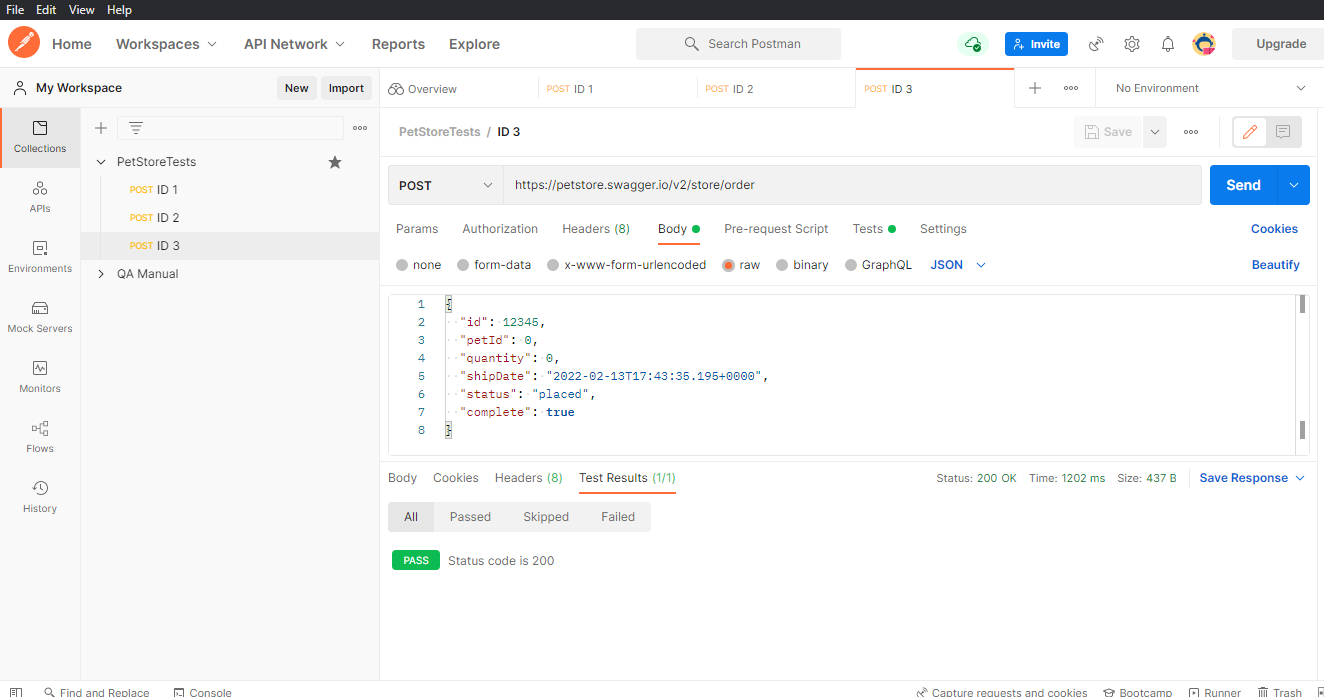 File Edit View Help
Home Workspaces API Network Reports Explore Search Postman Invite Upgrade
My Workspace New Import Overview POST ID 1 POST ID 2 POST ID 3 No Environment
PetStoreTests / ID 3 Save
Collections
APIs
Environments
Mock Servers
Monitors
Flows
History
PetStoreTests
POST ID 1
POST ID 2
POST ID 3
QA Manual
POST https://petstore.swagger.io/v2/store/order Send
Params Authorization Headers (8) Body Pre-request Script Tests Settings Cookies
none form-data x-www-form-urlencoded raw binary GraphQL JSON Beautify
1 {
2 "id": 12345,
3 "petId": 0,
4 "quantity": 0,
5 "shipDate": "2022-02-13T17:43:35.195+0000",
6 "status": "placed",
7 "complete": true
8 }
Body Cookies Headers (8) Test Results (1/1) Status: 200 OK Time: 1202 ms Size: 437 B Save Response
All Passed Skipped Failed
PASS Status code is 200
Find and Replace Console Capture requests and cookies Bootcamp Runner Trash